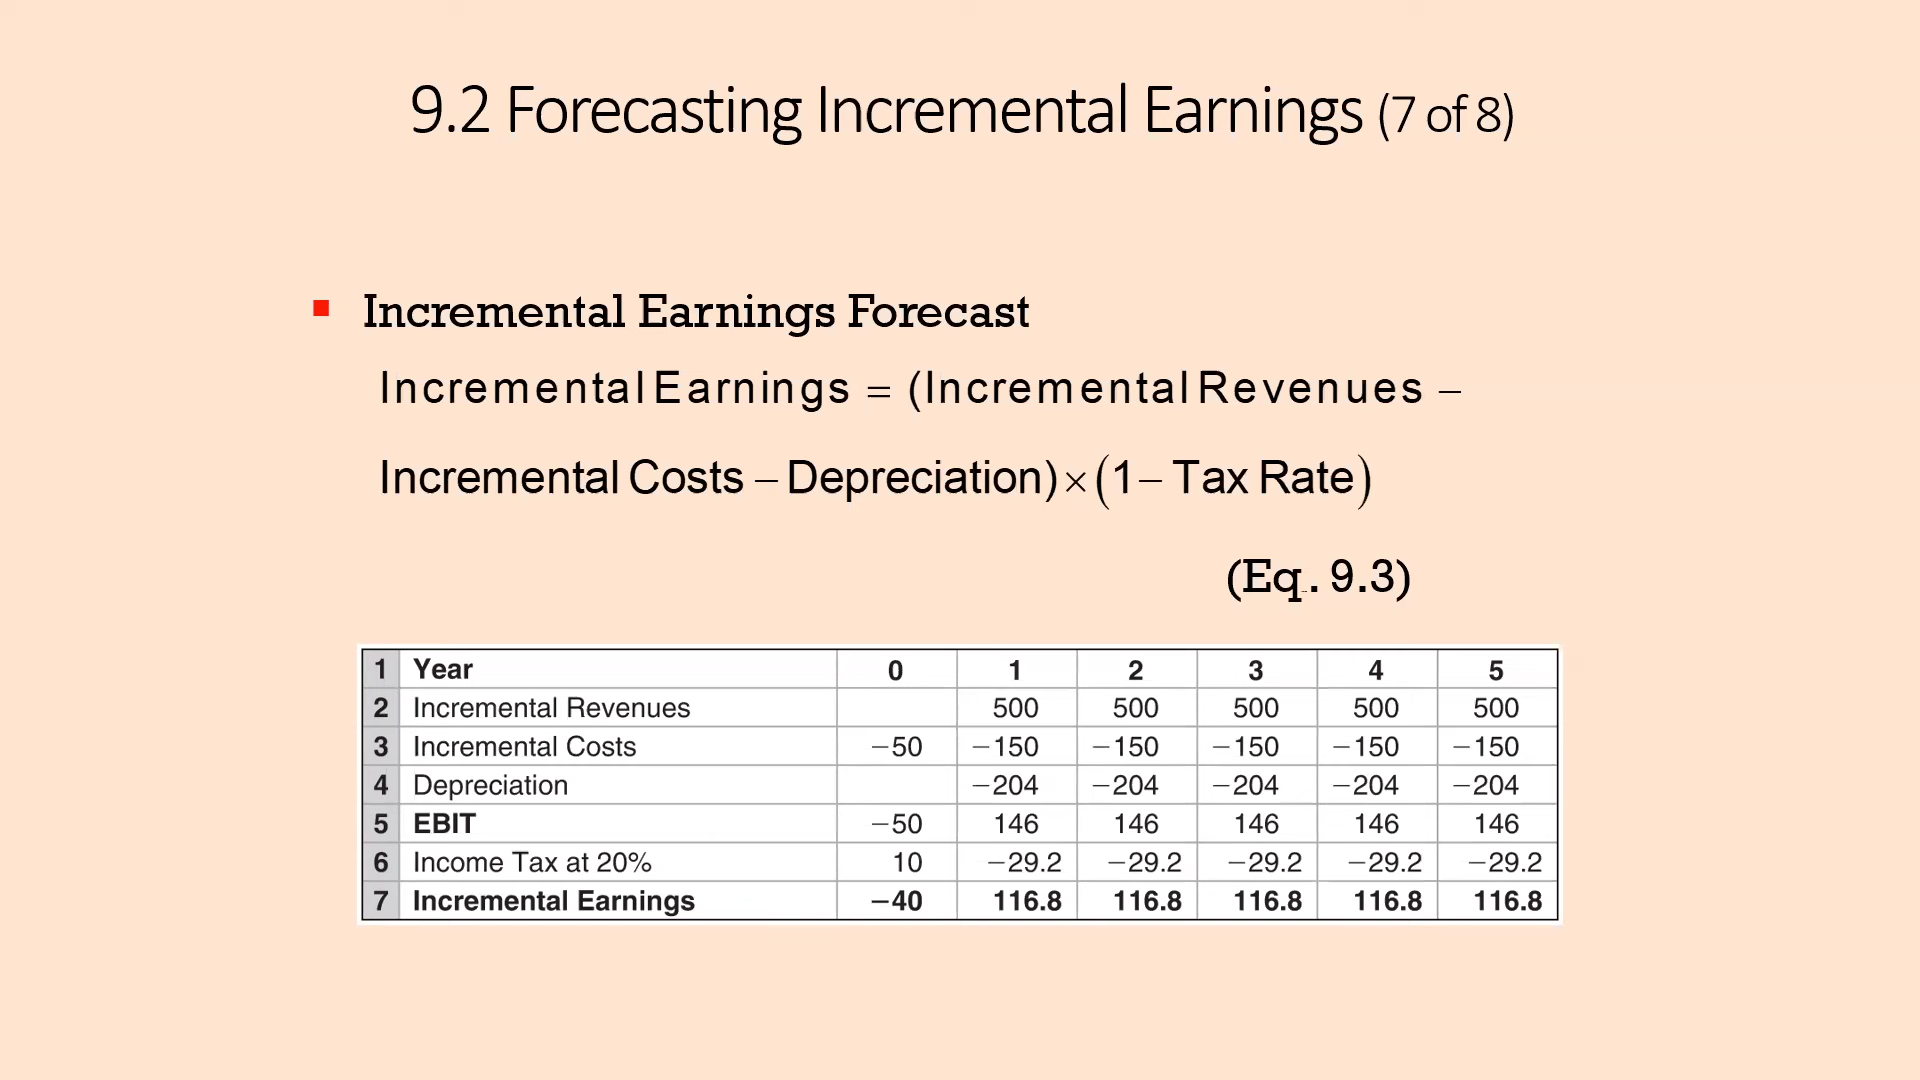 9.2 Forecasting Incremental Earnings (7 of 8)
▪ Incremental Earnings Forecast
Incremental Earnings = (Incremental Revenues −
Incremental Costs − Depreciation) × (1 − Tax Rate)
(Eq. 9.3)
1 Year 0 1 2 3 4 5
2 Incremental Revenues 500 500 500 500 500
3 Incremental Costs −50 −150 −150 −150 −150 −150
4 Depreciation −204 −204 −204 −204 −204
5 EBIT −50 146 146 146 146 146
6 Income Tax at 20% 10 −29.2 −29.2 −29.2 −29.2 −29.2
7 Incremental Earnings −40 116.8 116.8 116.8 116.8 116.8